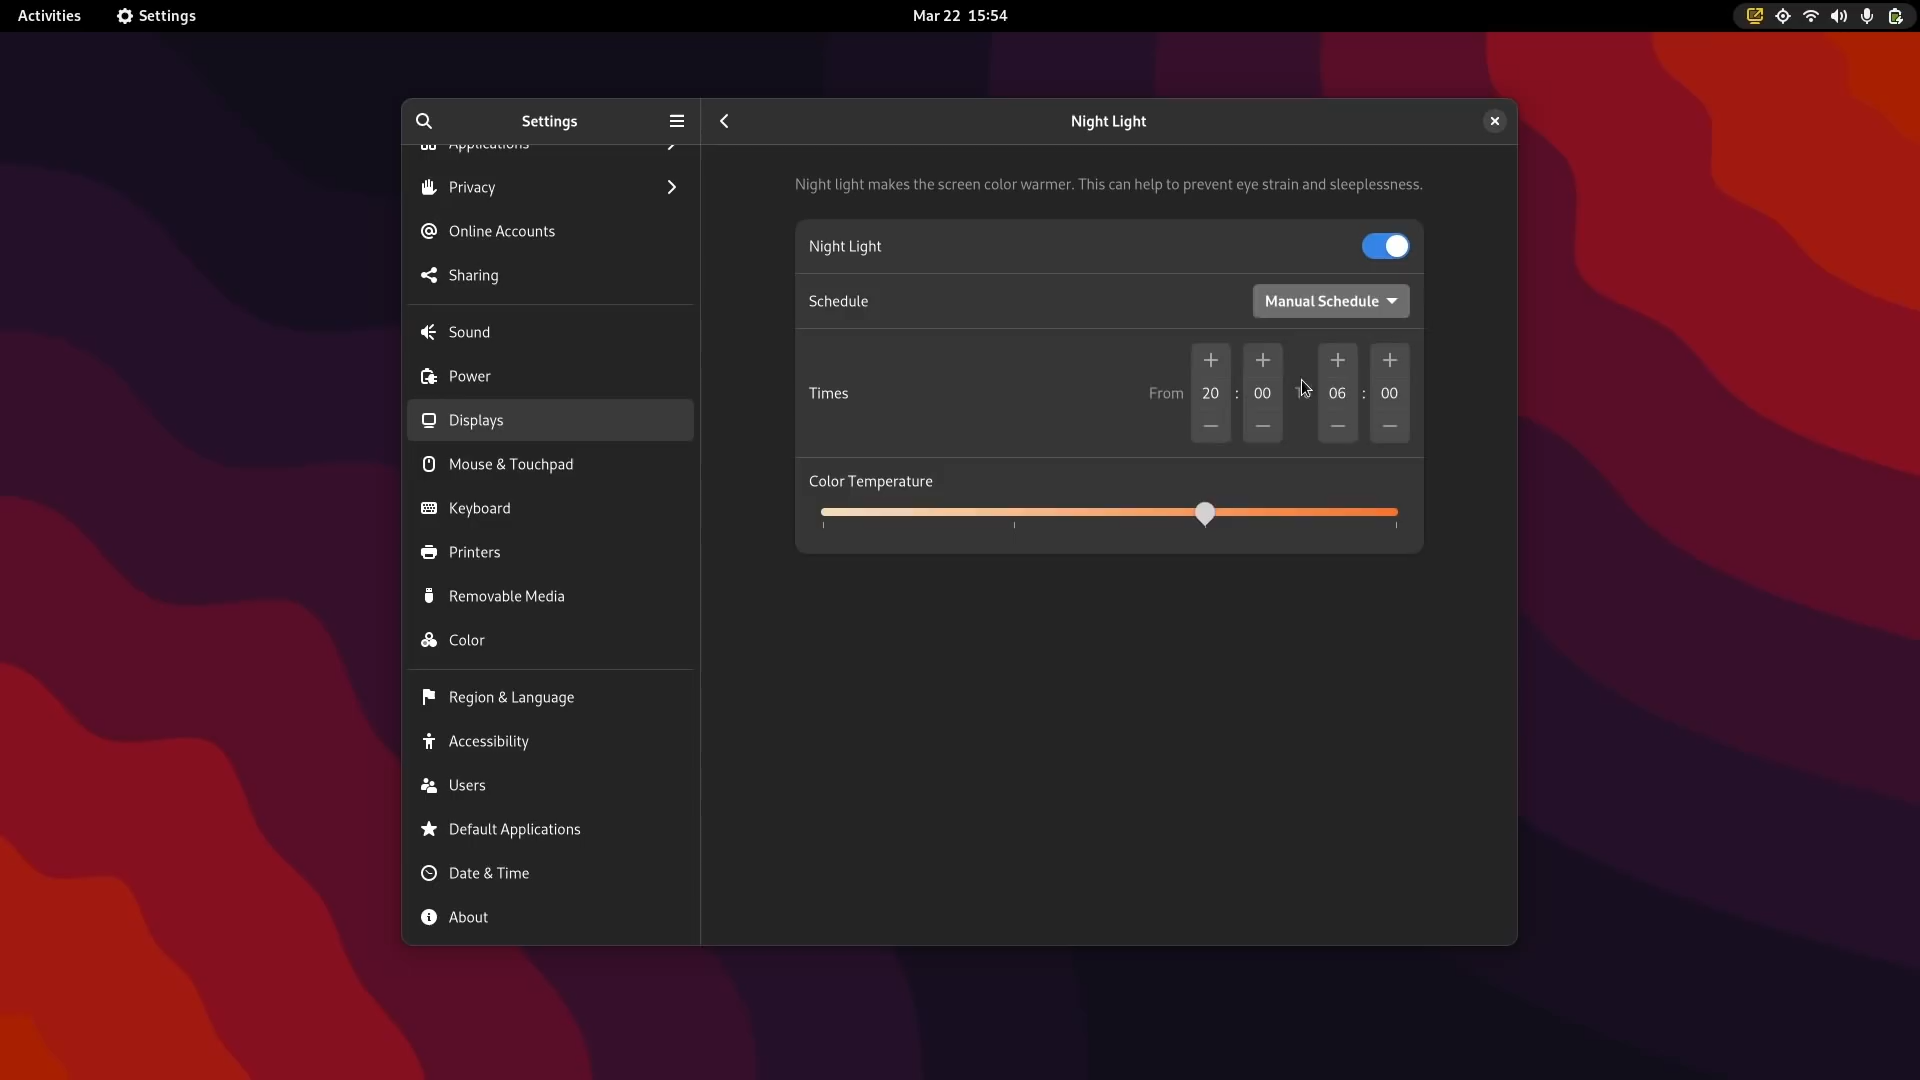 Activities Settings Mar 22 15:54
Settings
Applications
Privacy
Online Accounts
Sharing
Sound
Power
Displays
Mouse & Touchpad
Keyboard
Printers
Removable Media
Color
Region & Language
Accessibility
Users
Default Applications
Date & Time
About
Night Light
Night light makes the screen color warmer. This can help to prevent eye strain and sleeplessness.
Night Light
Schedule Manual Schedule
Times From 20 : 00 06 : 00
Color Temperature